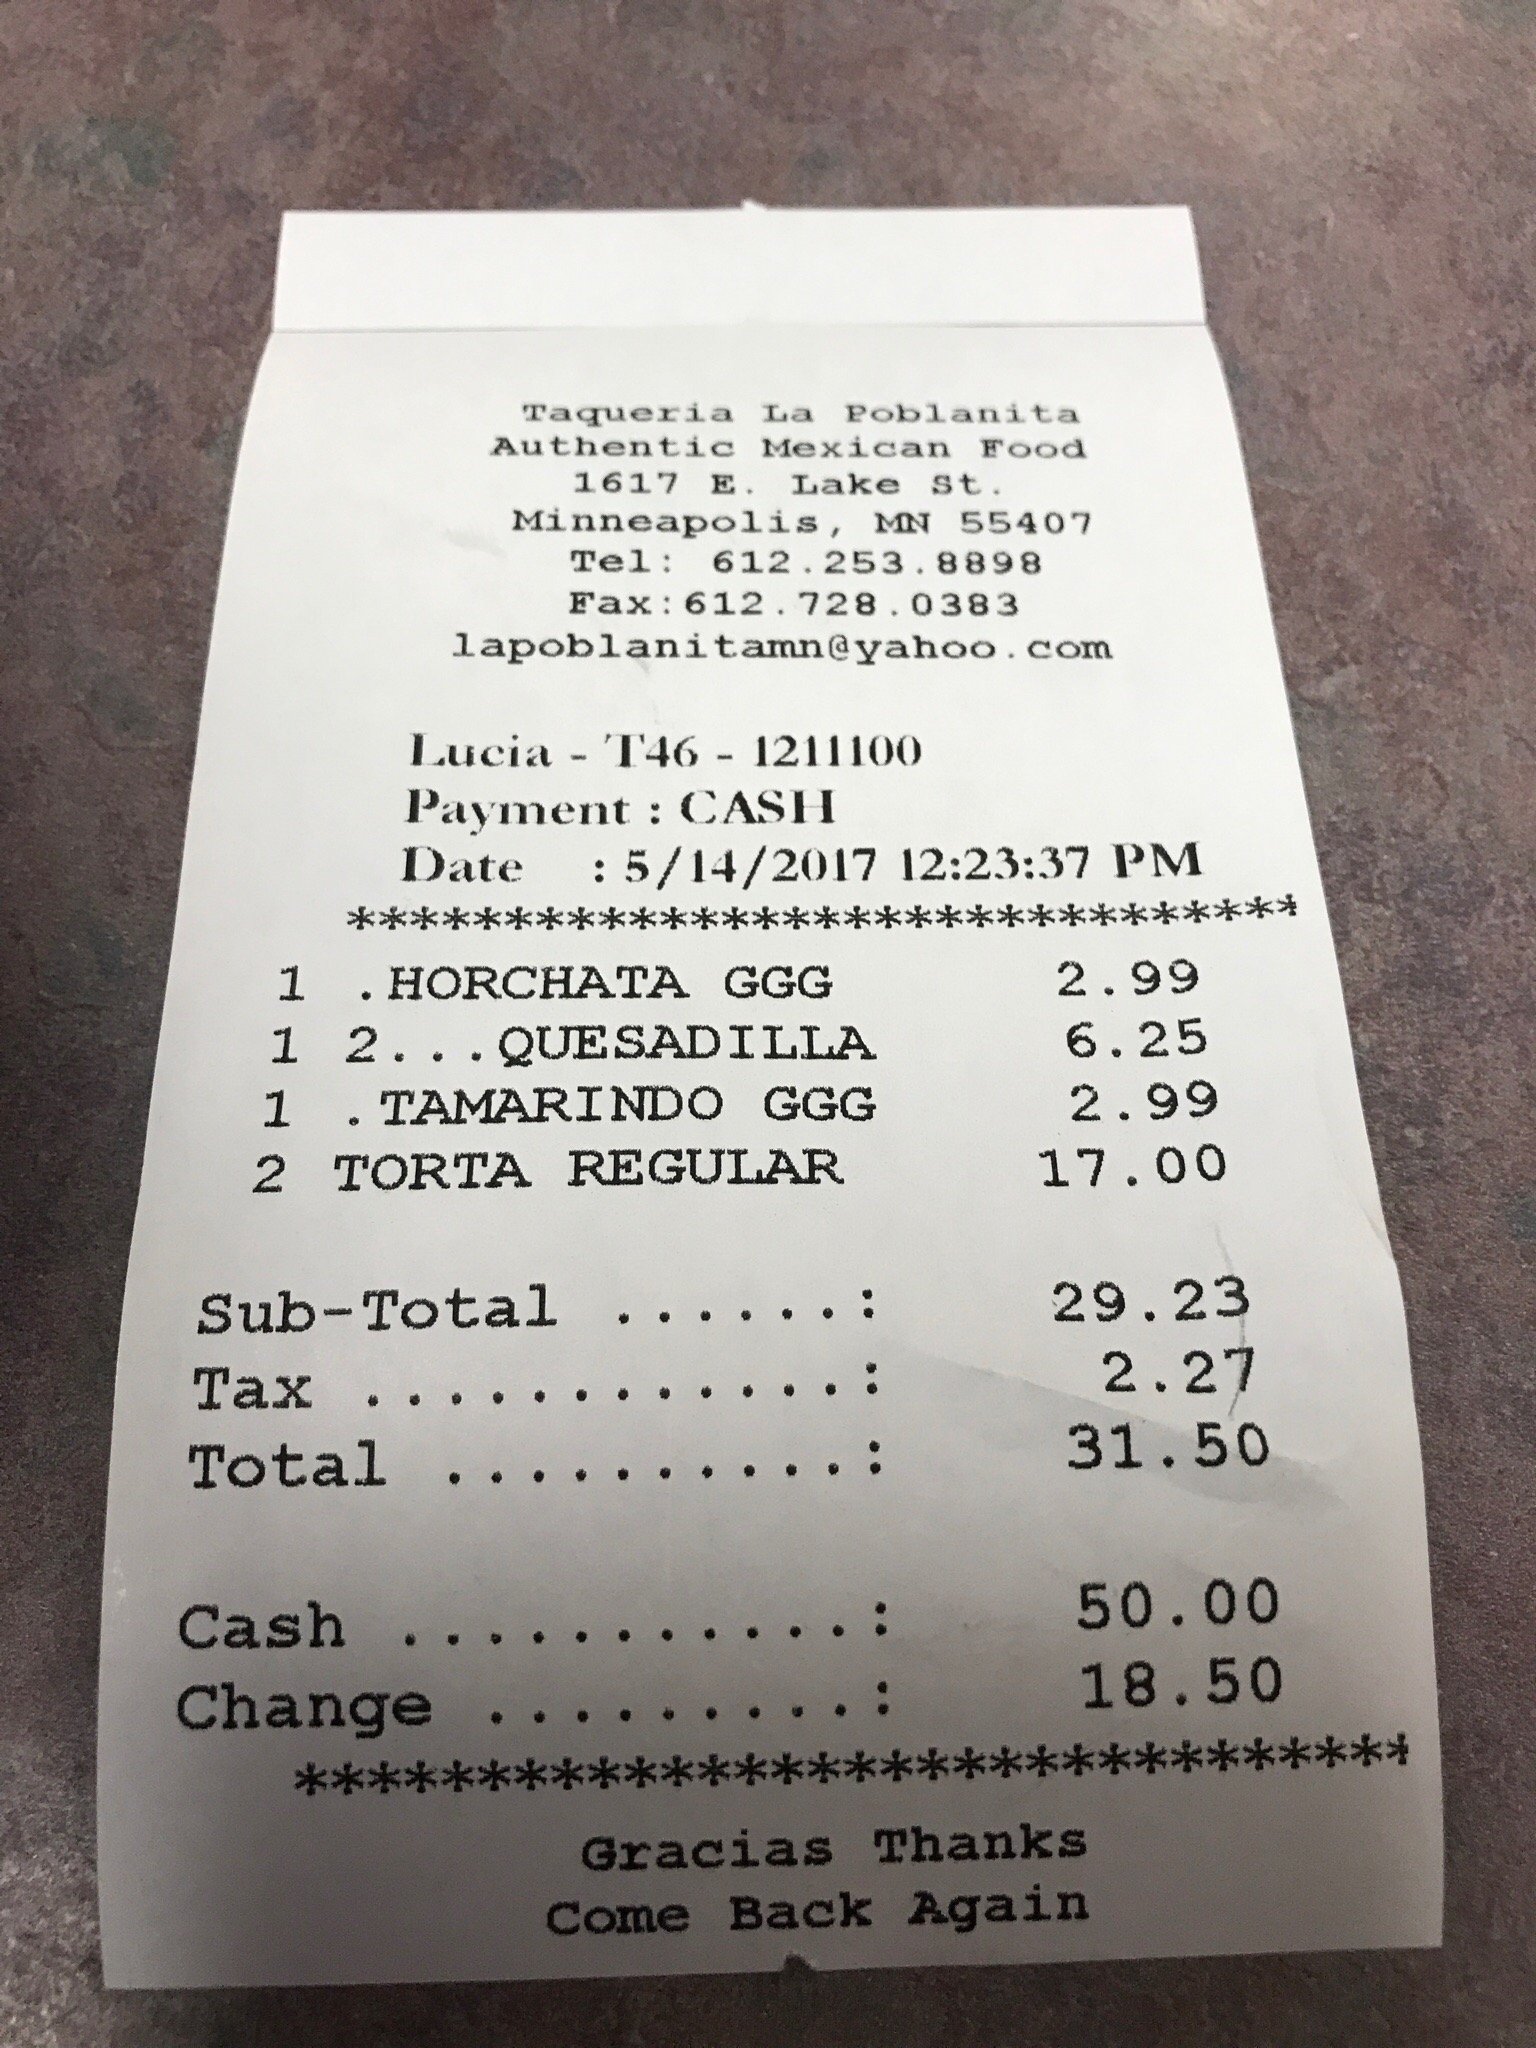 Taqueria La Poblanita
Authentic Mexican Food
1617 E. Lake St.
Minneapolis, MN 55407
Tel: 612.253.8898
Fax:612.728.0383
lapoblanitamn@yahoo.com
Lucia - T46 - 1211100
Payment : CASH
Date : 5/14/2017 12:23:37 PM
*******************************
1 .HORCHATA GGG 2.99
1 2...QUESADILLA 6.25
1 .TAMARINDO GGG 2.99
2 TORTA REGULAR 17.00
Sub-Total ......: 29.23
Tax ............: 2.27
Total ..........: 31.50
Cash ...........: 50.00
Change .........: 18.50
*******************************
Gracias Thanks
Come Back Again